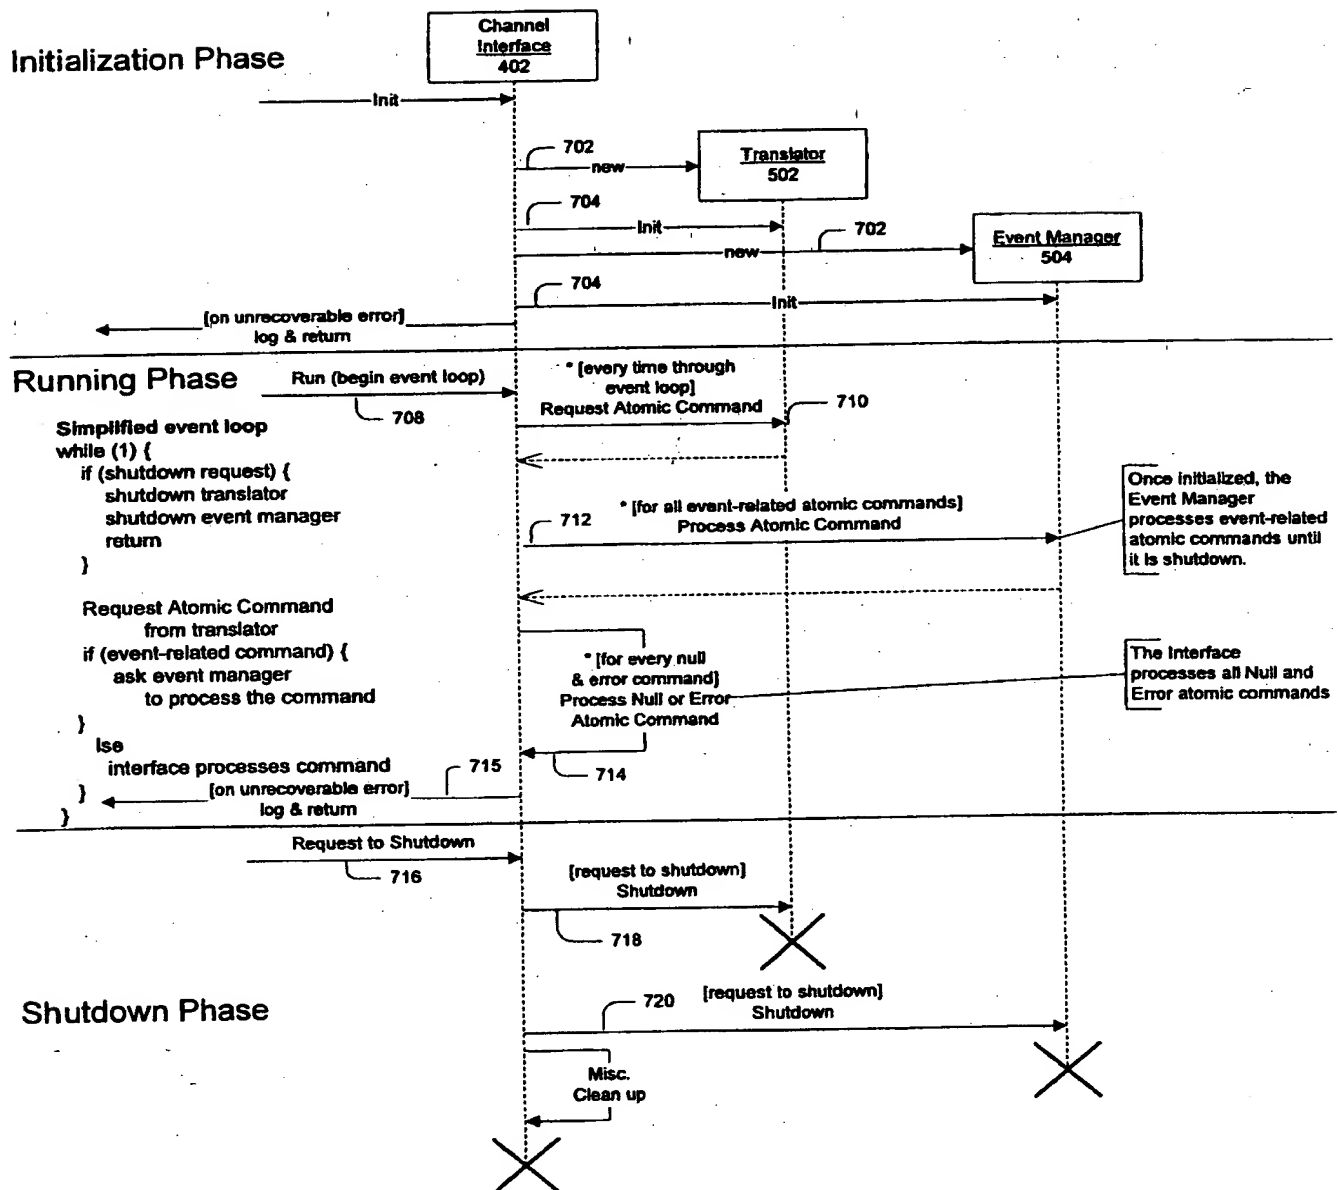 Channel
Interface
402
Initialization Phase
Init
702
new
Translator
502
704
Init
702
new
Event Manager
504
704
Init
[on unrecoverable error]
log & return
Running Phase
Run (begin event loop)
708
* [every time through
event loop]
Request Atomic Command
710
Simplified event loop
while (1) {
if (shutdown request) {
shutdown translator
shutdown event manager
return
}
712
* [for all event-related atomic commands]
Process Atomic Command
Once initialized, the
Event Manager
processes event-related
atomic commands until
it is shutdown.
Request Atomic Command
from translator
if (event-related command) {
ask event manager
to process the command
}
lse
interface processes command
}
}
* [for every null
& error command]
Process Null or Error
Atomic Command
714
The Interface
processes all Null and
Error atomic commands
715
[on unrecoverable error]
log & return
Request to Shutdown
716
[request to shutdown]
Shutdown
718
Shutdown Phase
720
[request to shutdown]
Shutdown
Misc.
Clean up